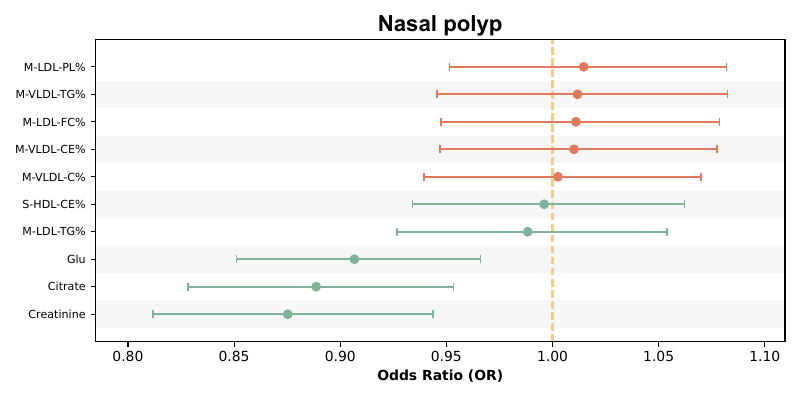 Nasal polyp
M-LDL-PL%
M-VLDL-TG%
M-LDL-FC%
M-VLDL-CE%
M-VLDL-C%
S-HDL-CE%
M-LDL-TG%
Glu
Citrate
Creatinine
0.80 0.85 0.90 0.95 1.00 1.05 1.10
Odds Ratio (OR)